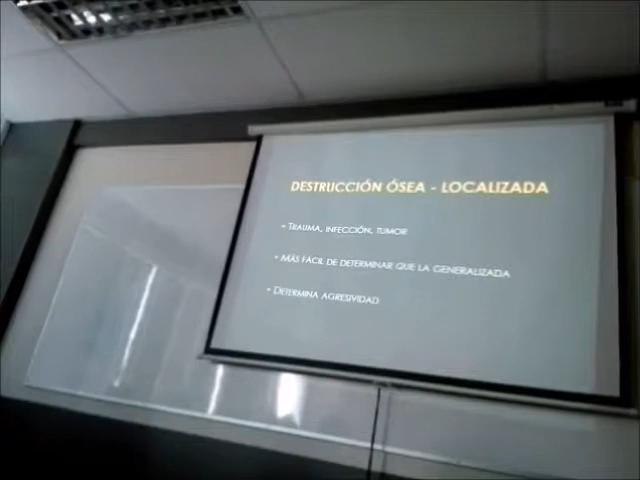 DESTRUCCIÓN ÓSEA - LOCALIZADA
• TRAUMA, INFECCIÓN, TUMOR
• MÁS FÁCIL DE DETERMINAR QUE LA GENERALIZADA
• DETERMINA AGRESIVIDAD